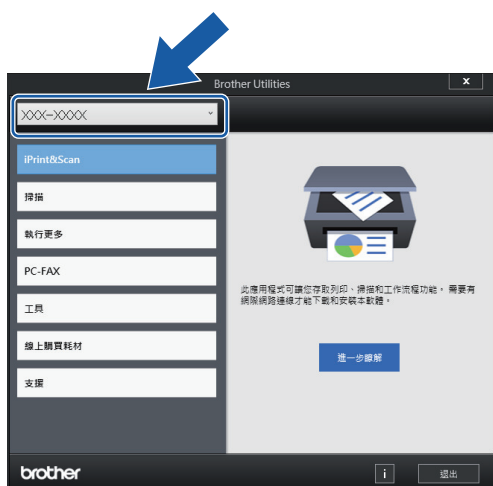 Brother Utilities
x
XXX-XXXX
iPrint&Scan
掃描
執行更多
PC-FAX
工具
線上購買耗材
支援
此應用程式可讓您存取列印、掃描和工作流程功能。 需要有
網際網路連線才能下載和安裝本軟體。
進一步瞭解
brother
i
退出